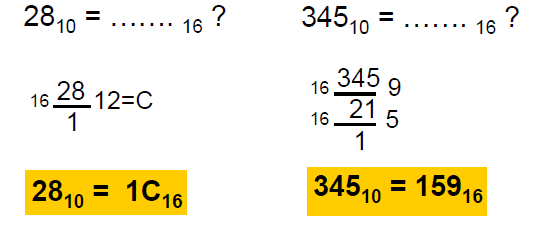 28₁₀ = ....... ₁₆ ?
16 28 12=C
1
28₁₀ = 1C₁₆
345₁₀ = ....... ₁₆ ?
16 345 9
16 21 5
1
345₁₀ = 159₁₆